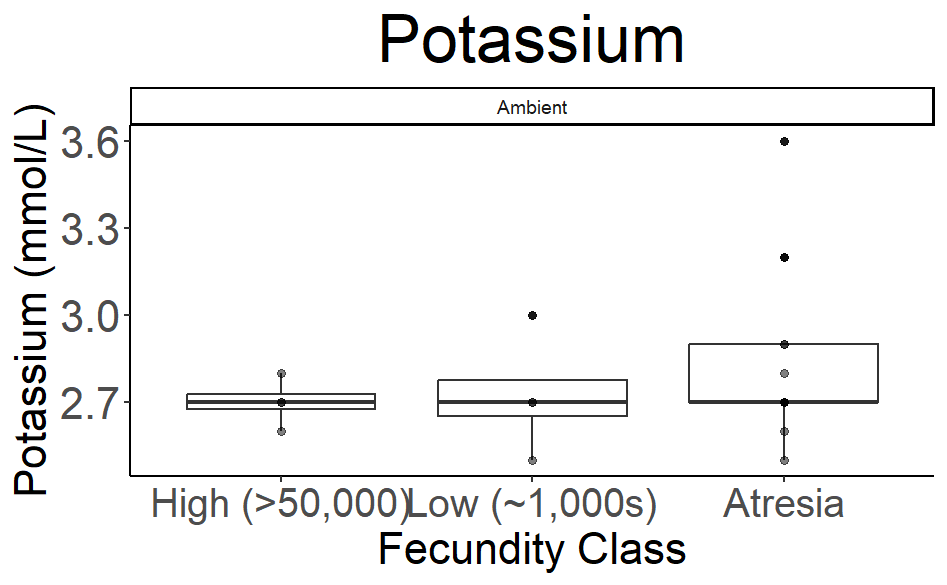 Potassium
Ambient
Potassium (mmol/L)
3.6
3.3
3.0
2.7
High (>50,000)
Low (~1,000s)
Atresia
Fecundity Class